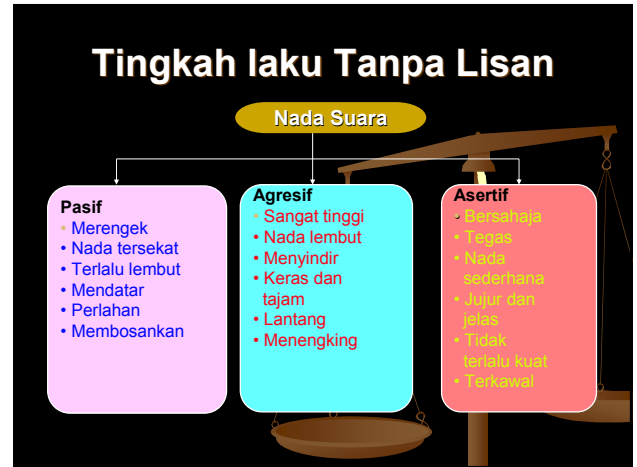 Tingkah laku Tanpa Lisan
Nada Suara
Pasif
• Merengek
• Nada tersekat
• Terlalu lembut
• Mendatar
• Perlahan
• Membosankan
Agresif
• Sangat tinggi
• Nada lembut
• Menyindir
• Keras dan
tajam
• Lantang
• Menengking
Asertif
• Bersahaja
• Tegas
• Nada
sederhana
• Jujur dan
jelas
• Tidak
terlalu kuat
• Terkawal